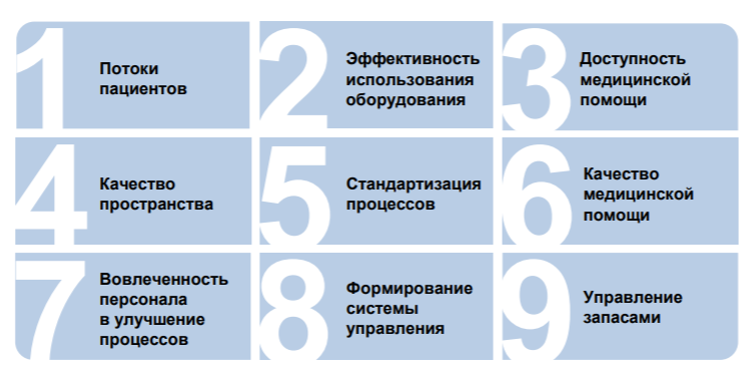 1
Потоки
пациентов
2
Эффективность
использования
оборудования
3
Доступность
медицинской
помощи
4
Качество
пространства
5
Стандартизация
процессов
6
Качество
медицинской
помощи
7
Вовлеченность
персонала
в улучшение
процессов
8
Формирование
системы
управления
9
Управление
запасами